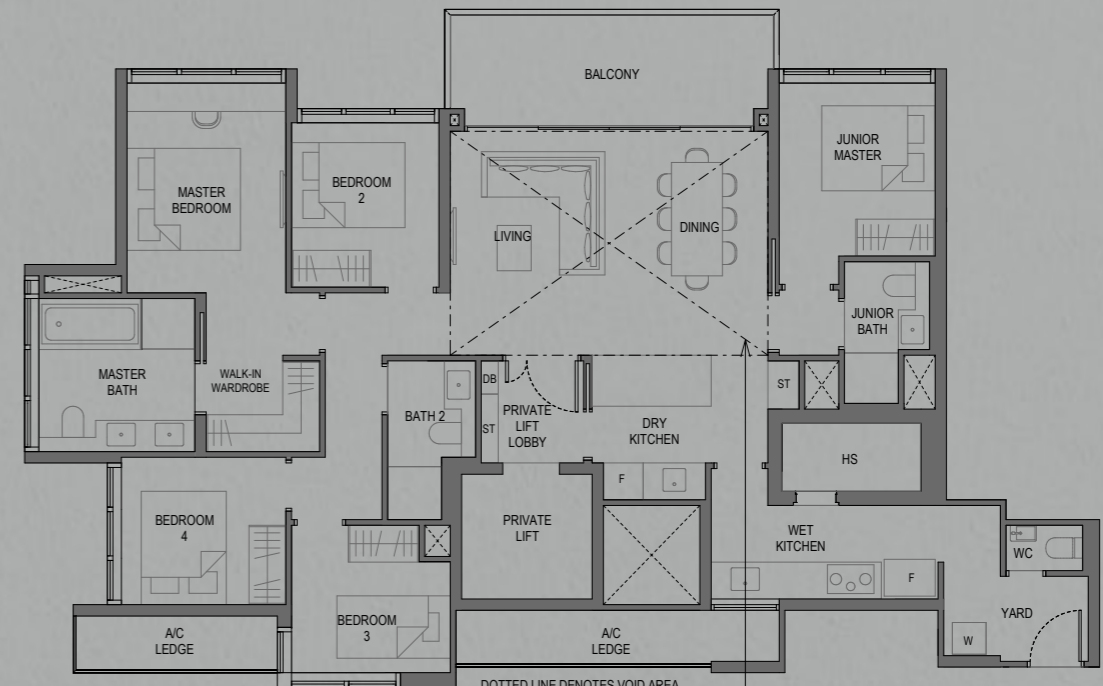 BALCONY
MASTER
BEDROOM
BEDROOM
2
LIVING
DINING
JUNIOR
MASTER
JUNIOR
BATH
MASTER
BATH
WALK-IN
WARDROBE
BATH 2
DB
ST
PRIVATE
LIFT
LOBBY
DRY
KITCHEN
ST
HS
F
BEDROOM
4
PRIVATE
LIFT
WET
KITCHEN
F
WC
YARD
W
BEDROOM
3
A/C
LEDGE
A/C
LEDGE
DOTTED LINE DENOTES VOID AREA